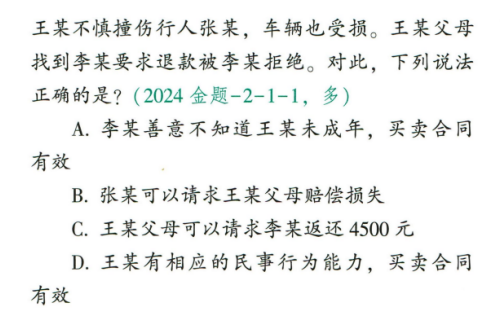 王某不慎撞伤行人张某，车辆也受损。王某父母
找到李某要求退款被李某拒绝。对此，下列说法
正确的是？（2024 金题-2-1-1，多）
A. 李某善意不知道王某未成年，买卖合同
有效
B. 张某可以请求王某父母赔偿损失
C. 王某父母可以请求李某返还 4500 元
D. 王某有相应的民事行为能力，买卖合同
有效